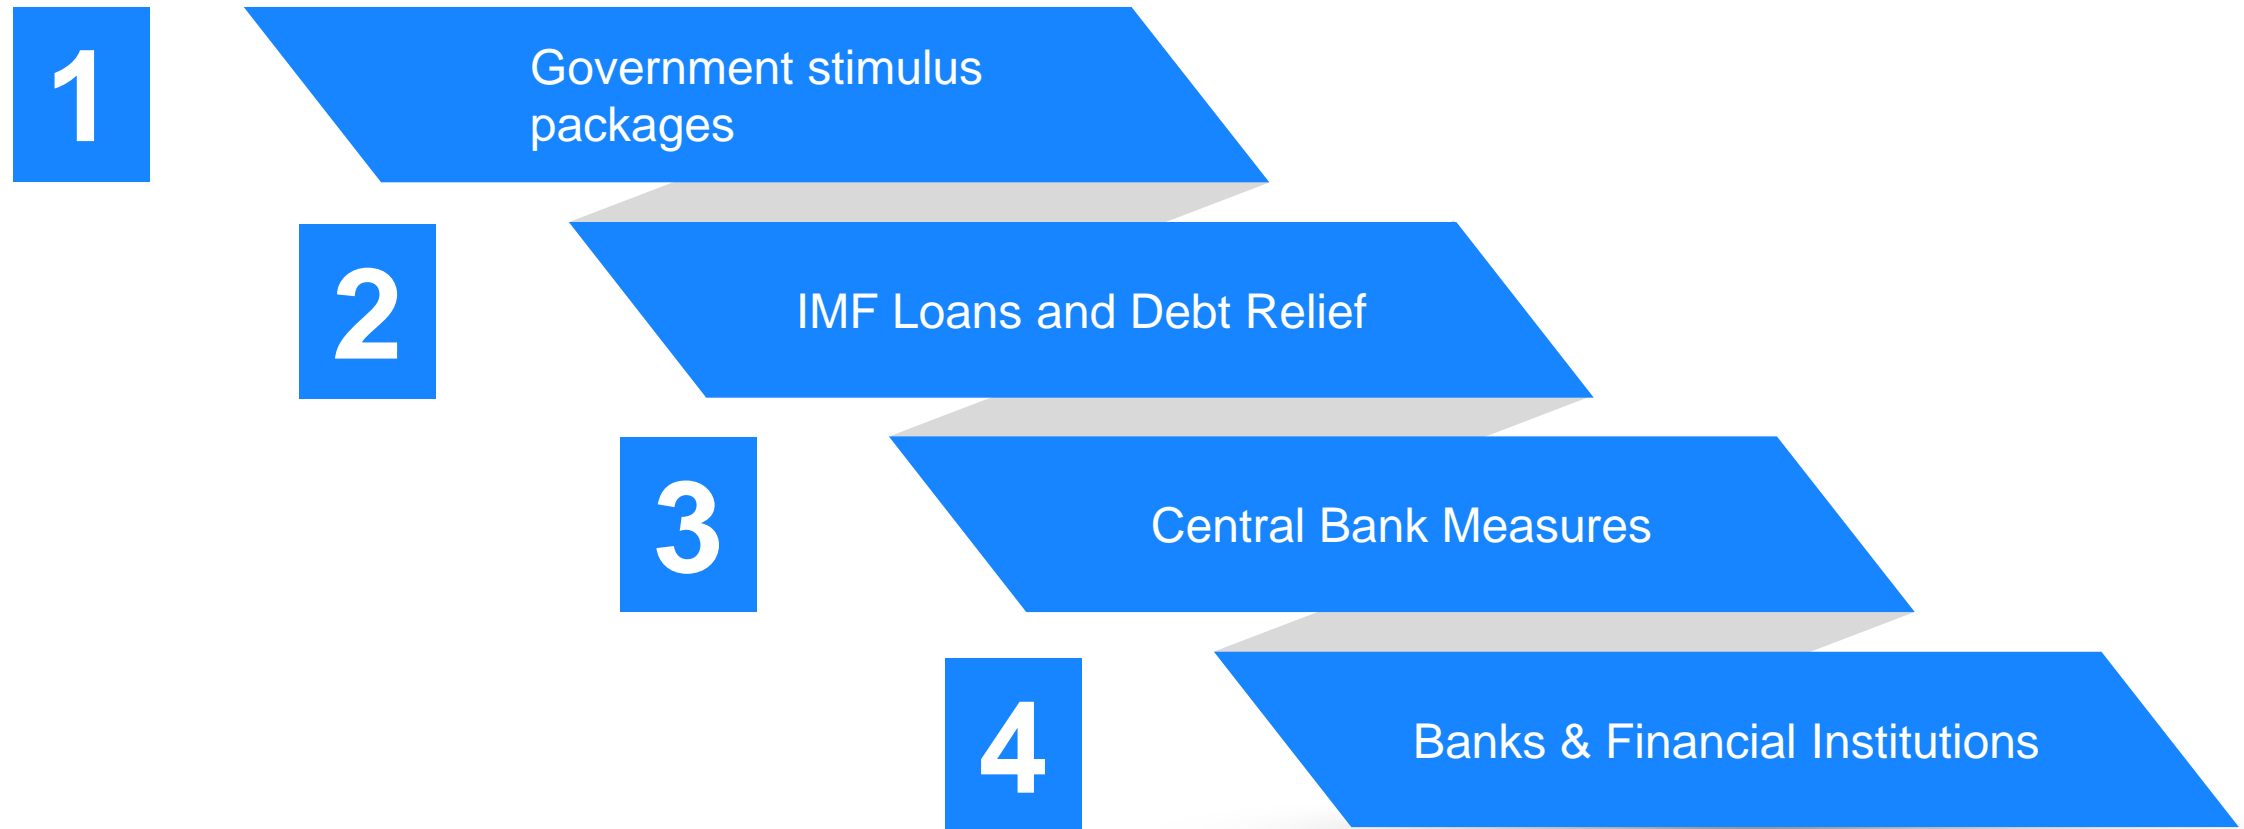 1
Government stimulus
packages
2
IMF Loans and Debt Relief
3
Central Bank Measures
4
Banks & Financial Institutions